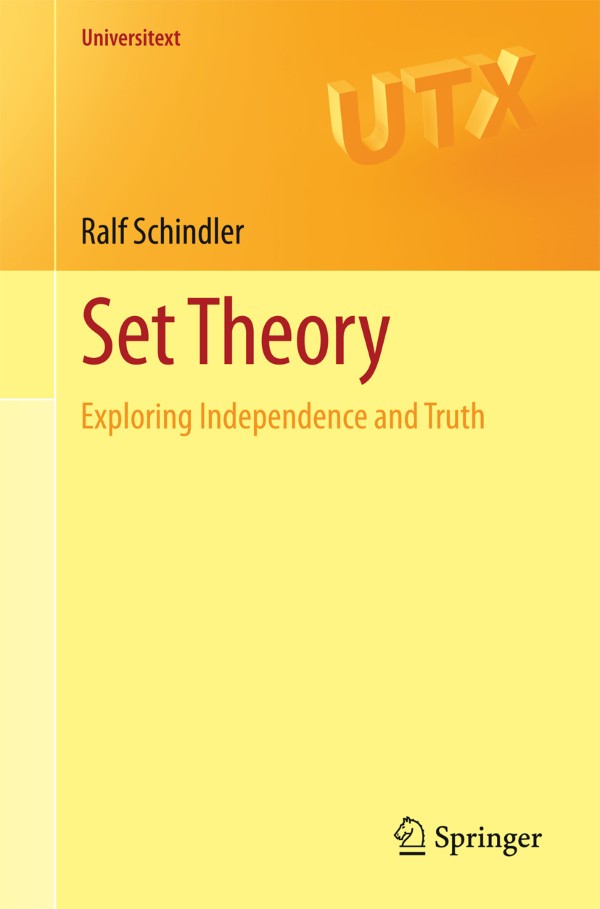 Universitext
UTX
Ralf Schindler
Set Theory
Exploring Independence and Truth
Springer